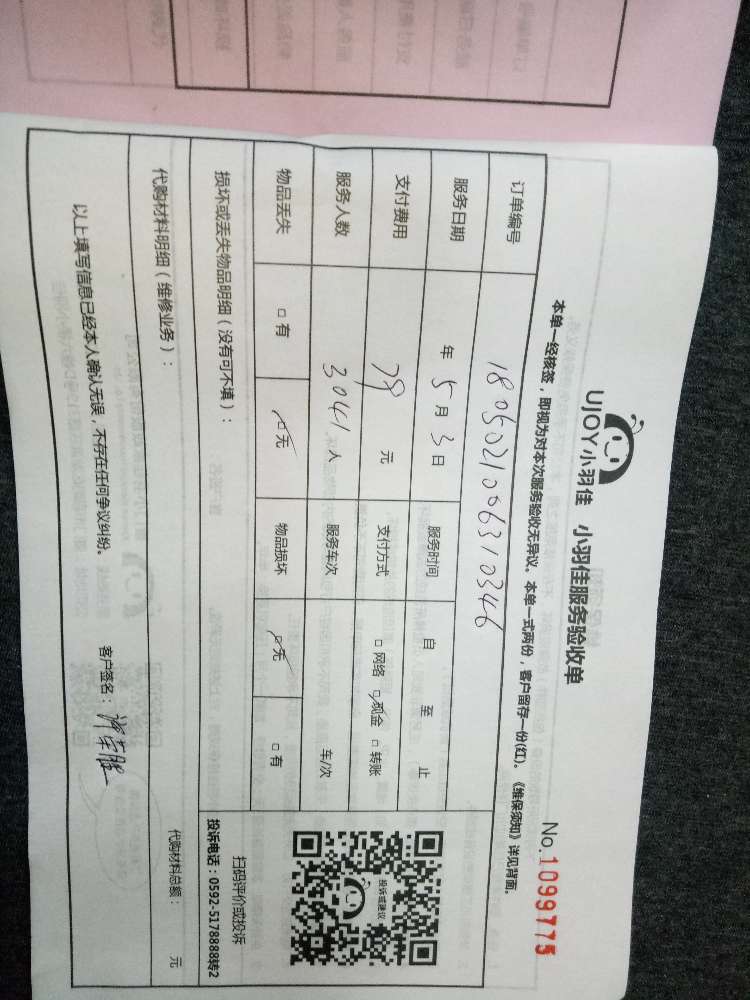 UJOY小羽佳 小羽佳服务验收单
No.1099775
本单一经核签，即视为对本次服务验收无异议。本单一式两份，客户留存一份(红)。《维保须知》详见背面。
订单编号 1805021006310346
服务日期 年 5 月 3 日 服务时间 自 至 止
支付费用 79 元 支付方式 □网络 □现金 □转账
服务人数 3041 人 服务车次 车/次
物品丢失 □有 □无 物品损坏 □无 □有
投诉或建议
扫码评价或投诉
投诉电话：0592-5178888转2
损坏或丢失物品明细（没有可不填）：
代购材料明细（维修业务）： 代购材料总额： 元
以上填写信息已经本人确认无误，不存在任何争议纠纷。 客户签名：